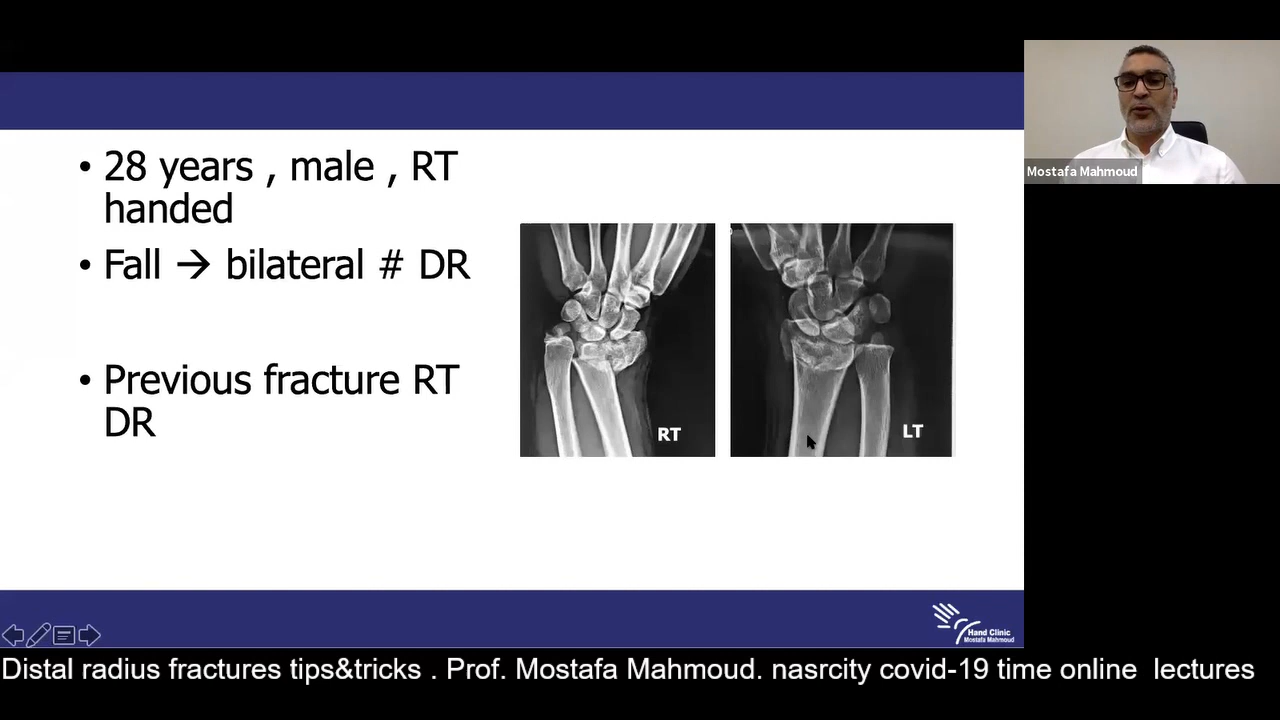 • 28 years , male , RT
handed
• Fall → bilateral # DR
• Previous fracture RT
DR
RT
LT
Mostafa Mahmoud
Hand Clinic
Mostafa Mahmoud
Distal radius fractures tips&tricks . Prof. Mostafa Mahmoud. nasrcity covid-19 time online lectures